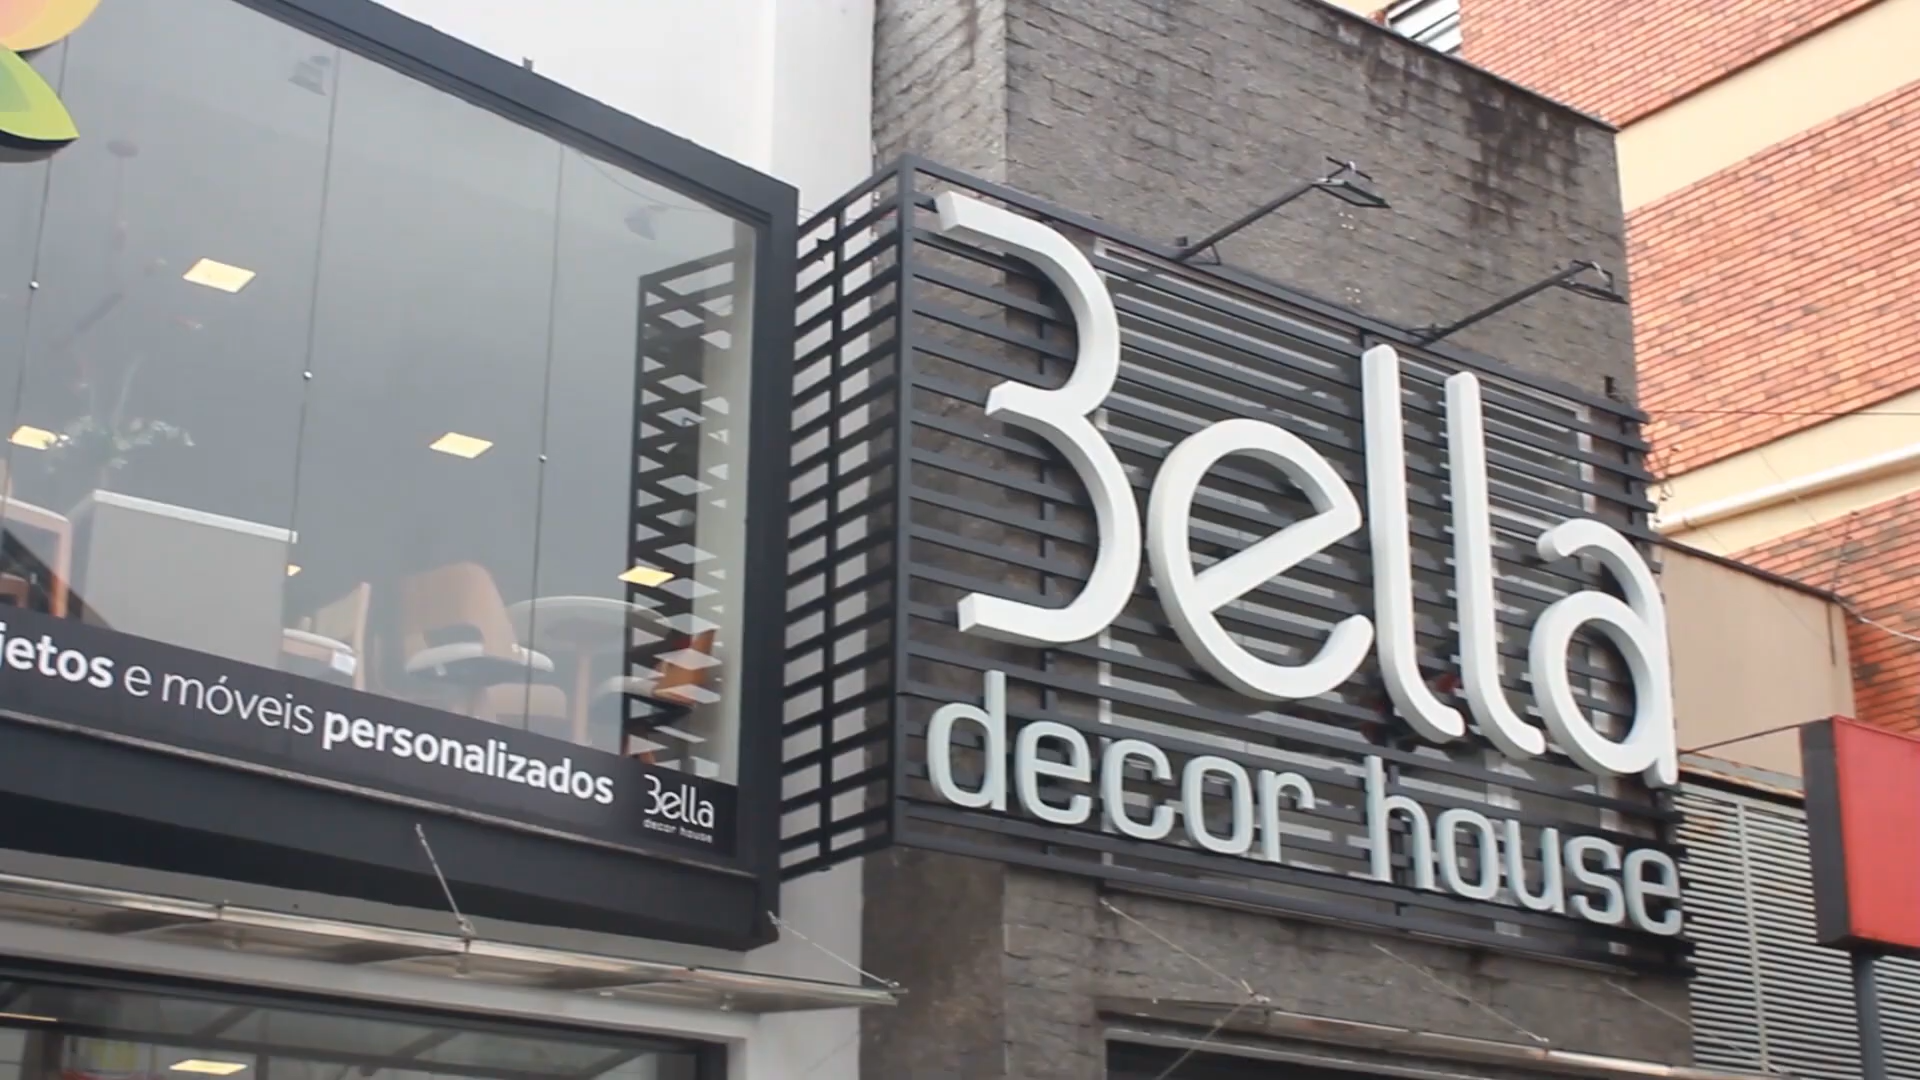 jetos e móveis personalizados
Bella
decor house
Bella
decor house